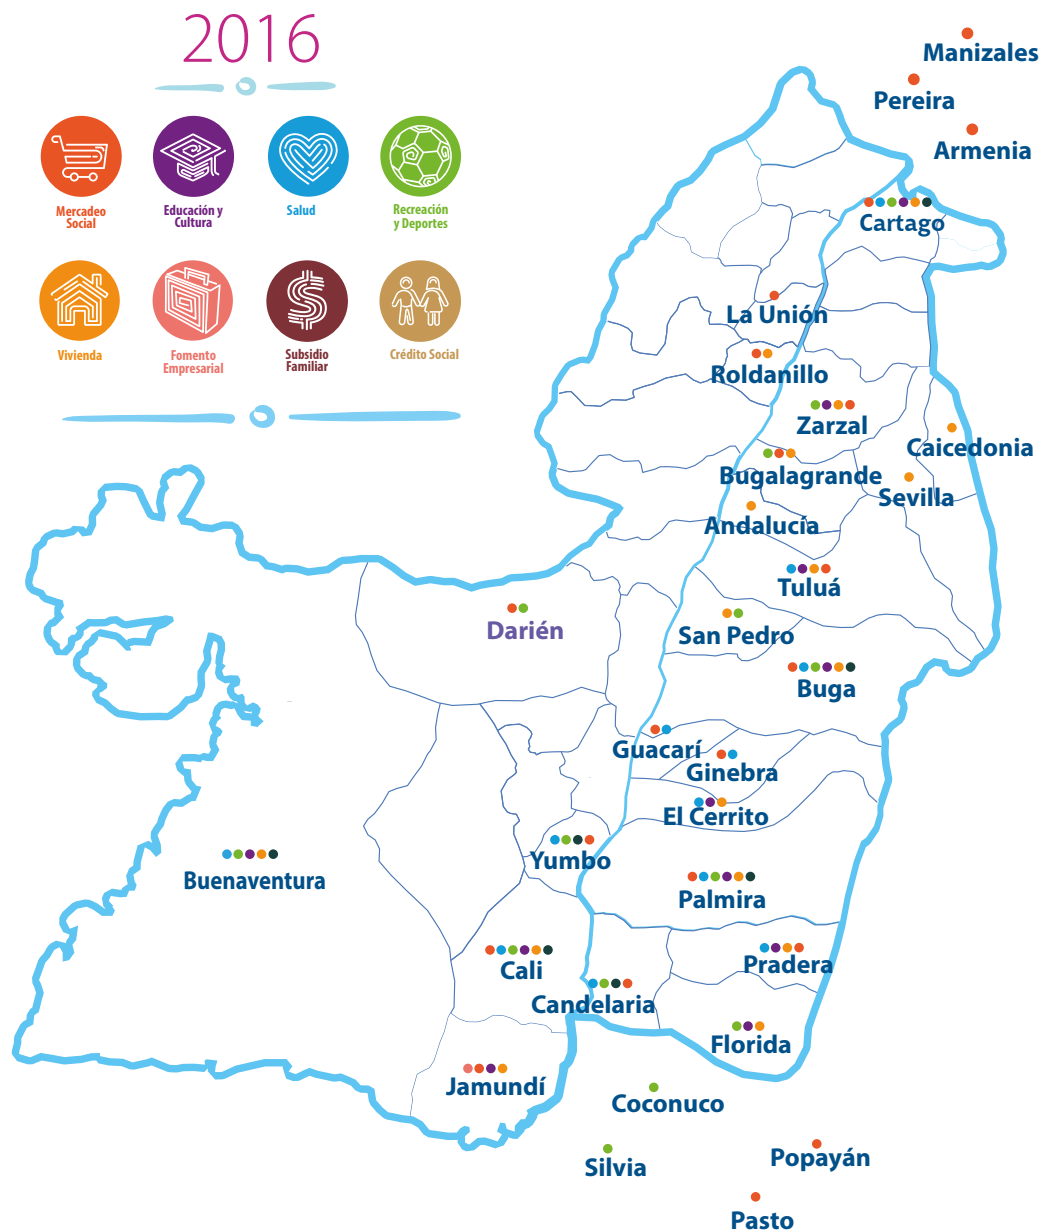 2016
Mercadeo
Social
Educación y
Cultura
Salud
Recreación
y Deportes
Vivienda
Fomento
Empresarial
Subsidio
Familiar
Crédito Social
Manizales
Pereira
Armenia
Cartago
La Unión
Roldanillo
Zarzal
Caicedonia
Bugalagrande
Sevilla
Andalucía
Tuluá
Darién
San Pedro
Buga
Guacarí
Ginebra
El Cerrito
Yumbo
Buenaventura
Palmira
Cali
Pradera
Candelaria
Florida
Jamundí
Coconuco
Silvia
Popayán
Pasto